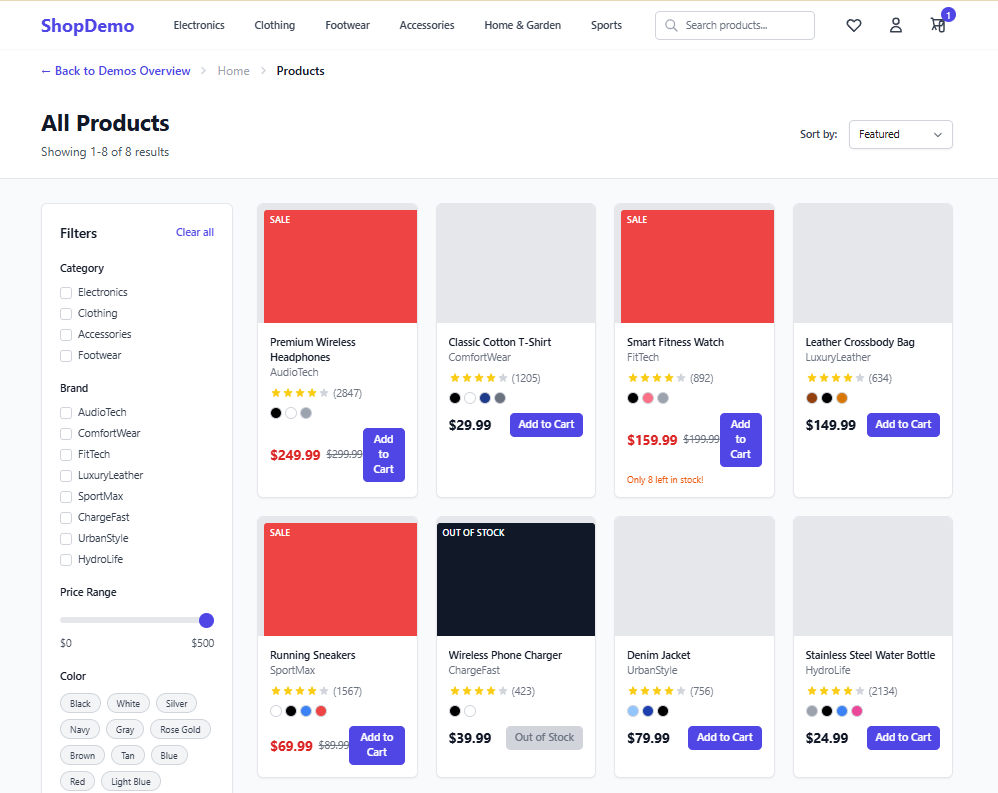 ShopDemo
Electronics
Clothing
Footwear
Accessories
Home & Garden
Sports
Search products...
1
← Back to Demos Overview
Home
Products
All Products
Showing 1-8 of 8 results
Sort by:
Featured
Filters
Clear all
Category
Electronics
Clothing
Accessories
Footwear
Brand
AudioTech
ComfortWear
FitTech
LuxuryLeather
SportMax
ChargeFast
UrbanStyle
HydroLife
Price Range
$0
$500
Color
Black
White
Silver
Navy
Gray
Rose Gold
Brown
Tan
Blue
Red
Light Blue
SALE
Premium Wireless
Headphones
AudioTech
(2847)
$249.99
$299.99
Add
to
Cart
Classic Cotton T-Shirt
ComfortWear
(1205)
$29.99
Add to Cart
SALE
Smart Fitness Watch
FitTech
(892)
$159.99
$199.99
Add
to
Cart
Only 8 left in stock!
Leather Crossbody Bag
LuxuryLeather
(634)
$149.99
Add to Cart
SALE
Running Sneakers
SportMax
(1567)
$69.99
$89.99
Add to
Cart
OUT OF STOCK
Wireless Phone Charger
ChargeFast
(423)
$39.99
Out of Stock
Denim Jacket
UrbanStyle
(756)
$79.99
Add to Cart
Stainless Steel Water Bottle
HydroLife
(2134)
$24.99
Add to Cart